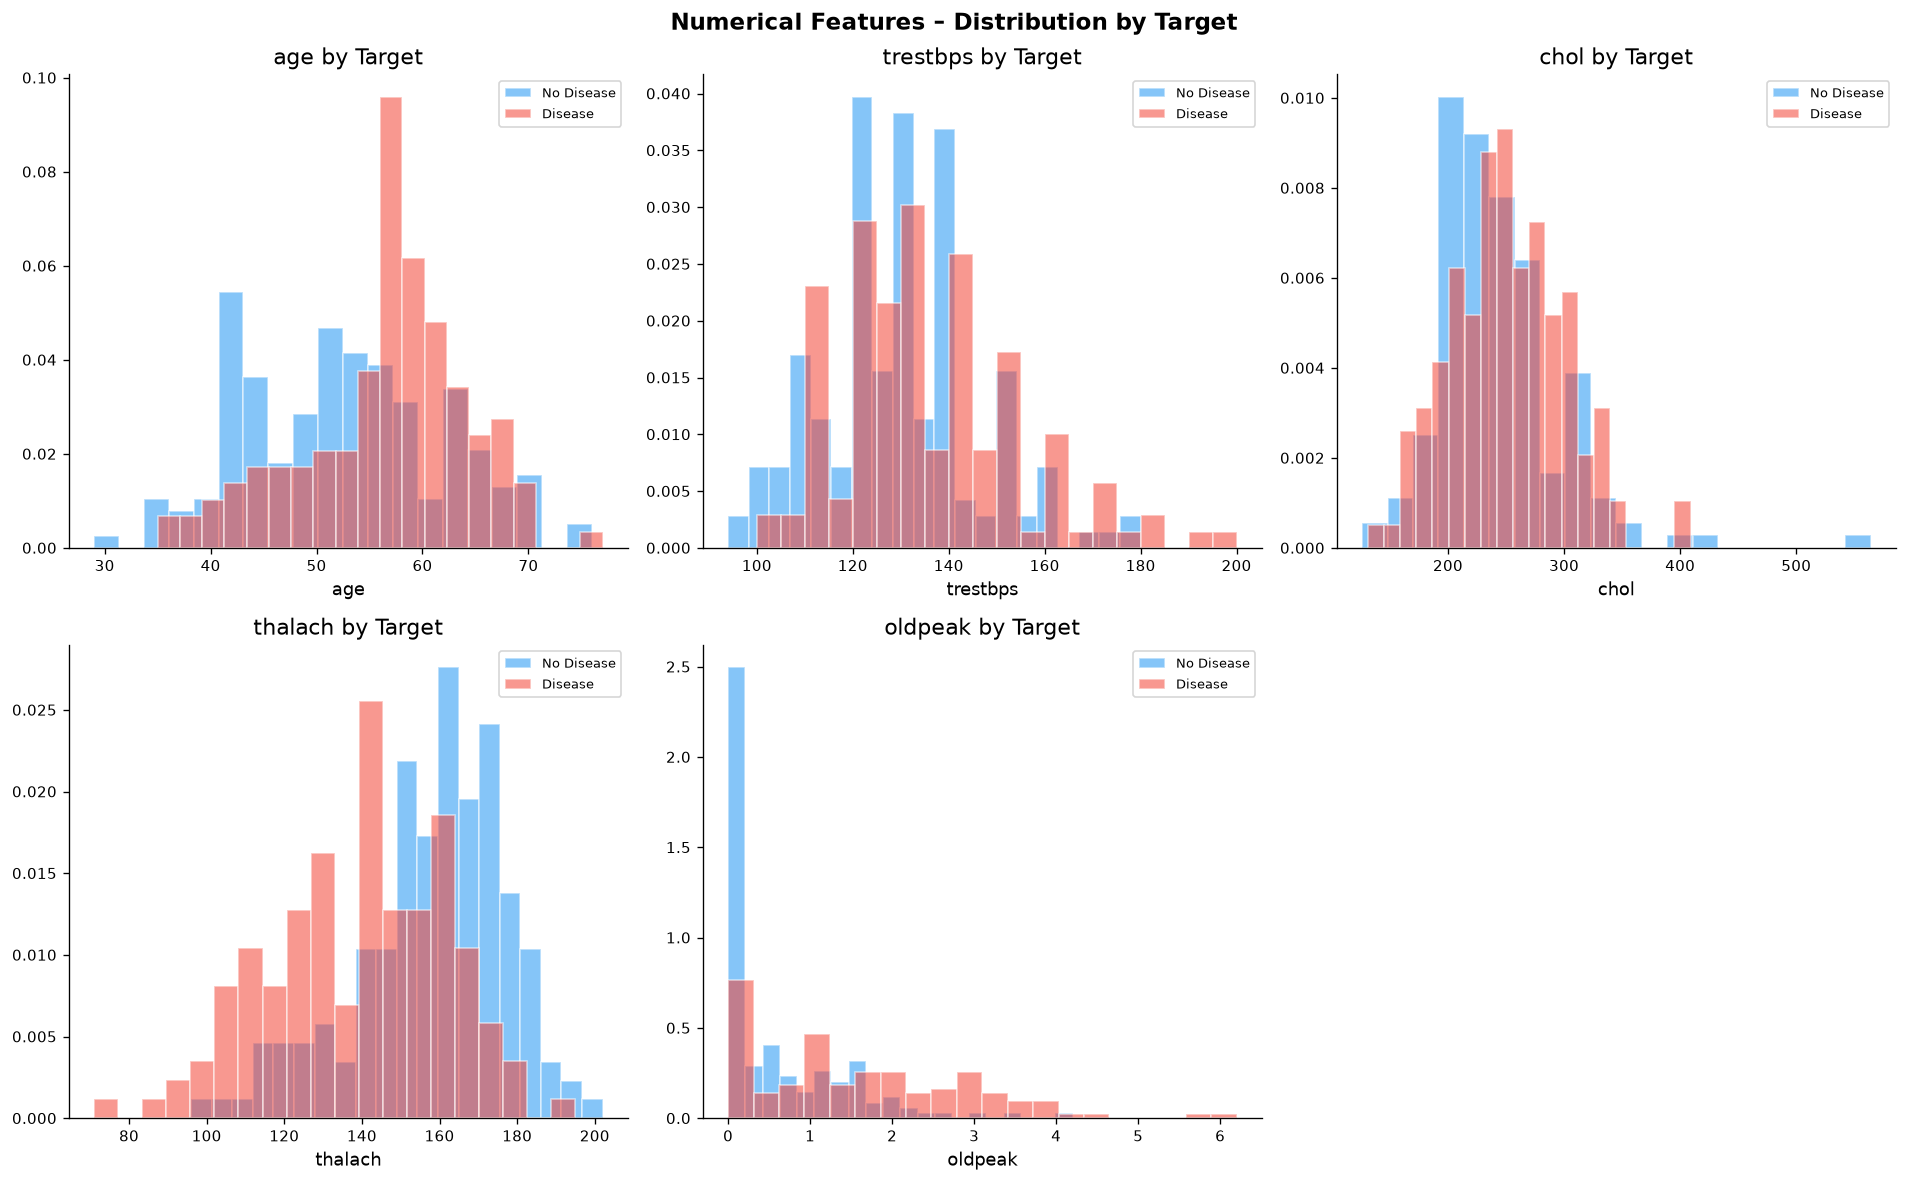 Numerical Features – Distribution by Target
age by Target
0.10
0.08
0.06
0.04
0.02
0.00
30 40 50 60 70
age
No Disease
Disease
trestbps by Target
0.040
0.035
0.030
0.025
0.020
0.015
0.010
0.005
0.000
100 120 140 160 180 200
trestbps
No Disease
Disease
chol by Target
0.010
0.008
0.006
0.004
0.002
0.000
200 300 400 500
chol
No Disease
Disease
thalach by Target
0.025
0.020
0.015
0.010
0.005
0.000
80 100 120 140 160 180 200
thalach
No Disease
Disease
oldpeak by Target
2.5
2.0
1.5
1.0
0.5
0.0
0 1 2 3 4 5 6
oldpeak
No Disease
Disease